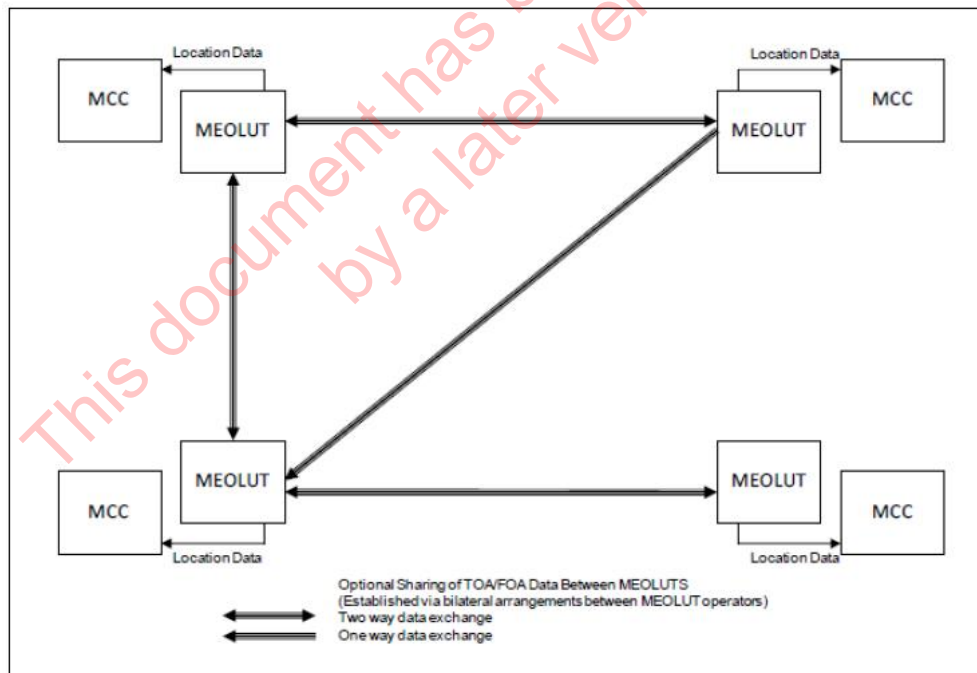 This document has b
by a later ver
Location Data
MCC
MEOLUT
Location Data
MEOLUT
MCC
MCC
MEOLUT
Location Data
MEOLUT
MCC
Location Data
Optional Sharing of TOA/FOA Data Between MEOLUTS
(Established via bilateral arrangements between MEOLUT operators)
Two way data exchange
One way data exchange